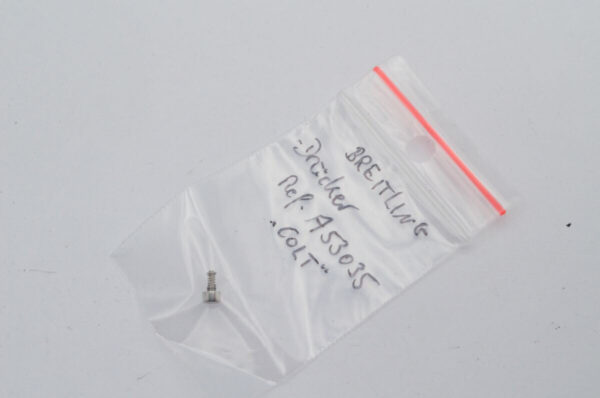 BREITLING
-Drücker
Ref. A53035
„COLT“